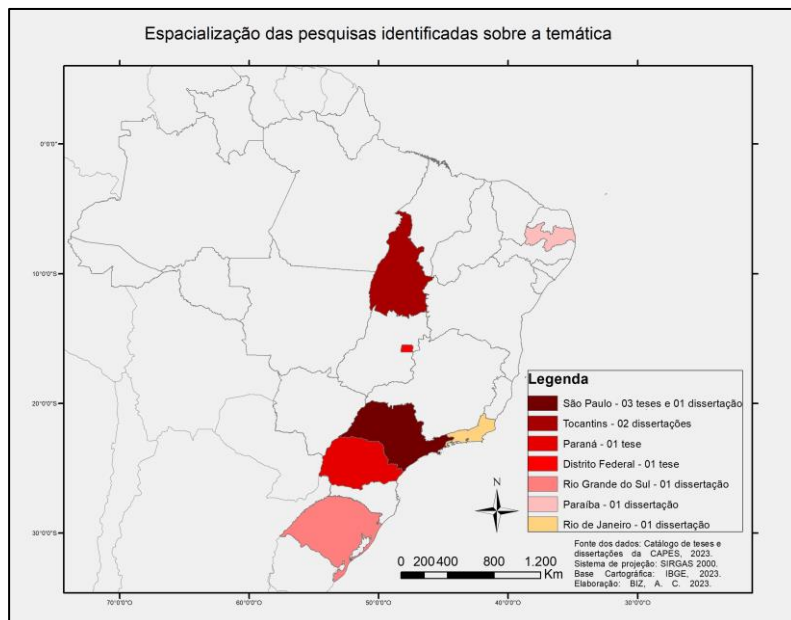 Espacialização das pesquisas identificadas sobre a temática
0°0'0"
10°0'0"S
20°0'0"S
30°0'0"S
Legenda
São Paulo - 03 teses e 01 dissertação
Tocantins - 02 dissertações
Paraná - 01 tese
Distrito Federal - 01 tese
Rio Grande do Sul - 01 dissertação
Paraíba - 01 dissertação
Rio de Janeiro - 01 dissertação
N
0 200400 800 1.200
Km
Fonte dos dados: Catálogo de teses e
dissertações da CAPES, 2023.
Sistema de projeção: SIRGAS 2000.
Base Cartográfica: IBGE, 2023.
Elaboração: BIZ, A. C. 2023.
70°0'0"O 60°0'0"O 50°0'0"O 40°0'0"O 30°0'0"O